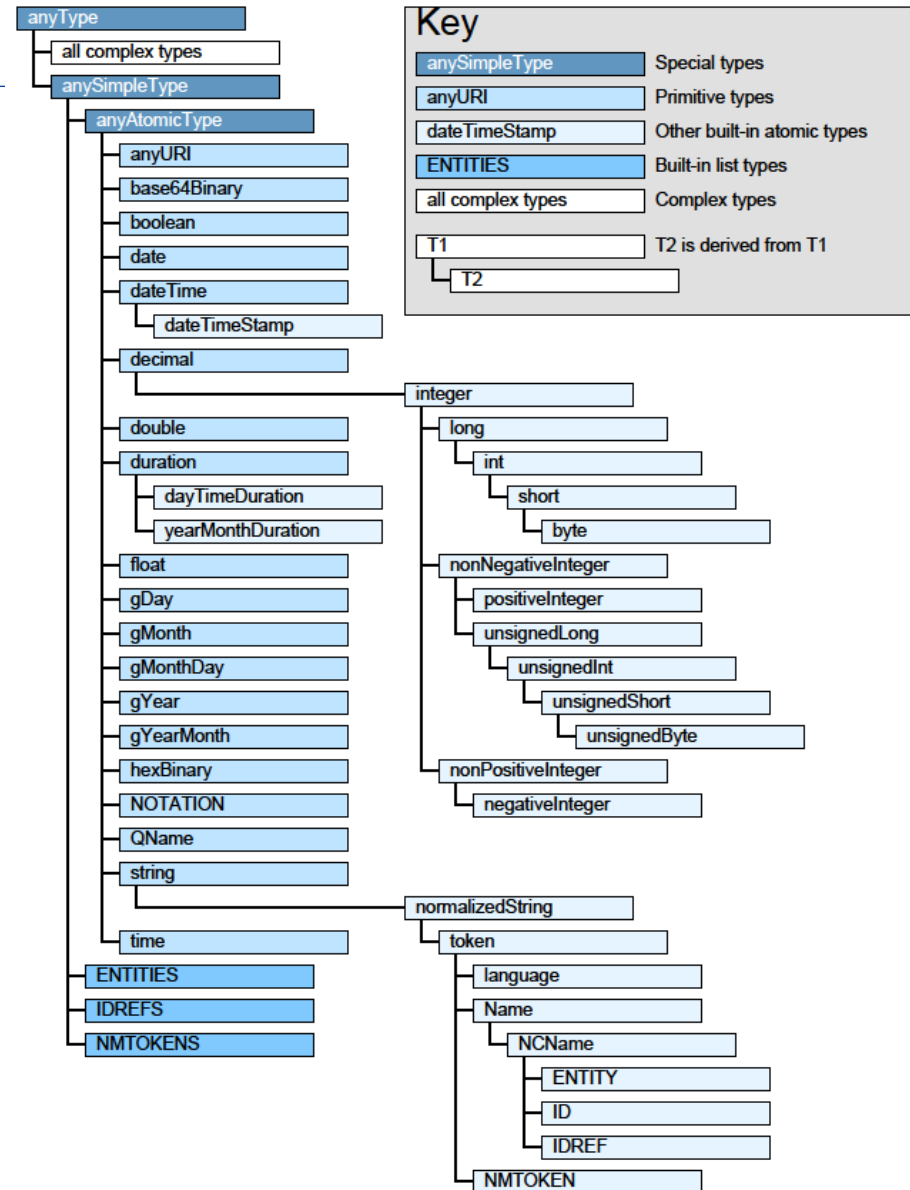 anyType
all complex types
anySimpleType
anyAtomicType
anyURI
base64Binary
boolean
date
dateTime
dateTimeStamp
decimal
integer
long
int
short
byte
nonNegativeInteger
positiveInteger
unsignedLong
unsignedInt
unsignedShort
unsignedByte
nonPositiveInteger
negativeInteger
double
duration
dayTimeDuration
yearMonthDuration
float
gDay
gMonth
gMonthDay
gYear
gYearMonth
hexBinary
NOTATION
QName
string
normalizedString
token
language
Name
NCName
ENTITY
ID
IDREF
NMTOKEN
time
ENTITIES
IDREFS
NMTOKENS
Key
anySimpleType Special types
anyURI Primitive types
dateTimeStamp Other built-in atomic types
ENTITIES Built-in list types
all complex types Complex types
T1 T2 is derived from T1
T2